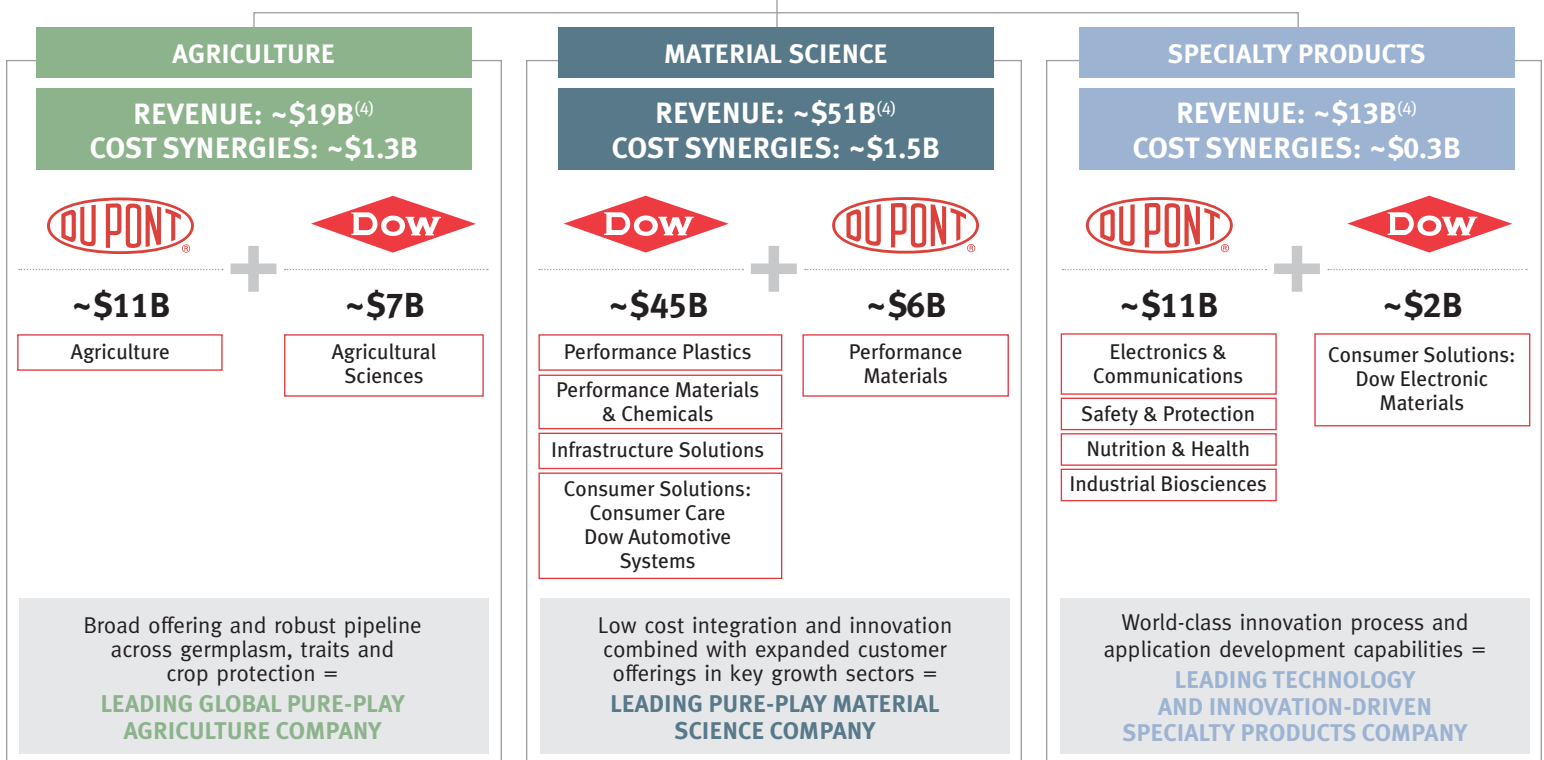 AGRICULTURE
REVENUE: ~$19B(4)
COST SYNERGIES: ~$1.3B
DU PONT®
Dow
~$11B
~$7B
Agriculture
Agricultural
Sciences
Broad offering and robust pipeline
across germplasm, traits and
crop protection =
LEADING GLOBAL PURE-PLAY
AGRICULTURE COMPANY
MATERIAL SCIENCE
REVENUE: ~$51B(4)
COST SYNERGIES: ~$1.5B
Dow
DU PONT®
~$45B
~$6B
Performance Plastics
Performance Materials
& Chemicals
Infrastructure Solutions
Consumer Solutions:
Consumer Care
Dow Automotive
Systems
Performance
Materials
Low cost integration and innovation
combined with expanded customer
offerings in key growth sectors =
LEADING PURE-PLAY MATERIAL
SCIENCE COMPANY
SPECIALTY PRODUCTS
REVENUE: ~$13B(4)
COST SYNERGIES: ~$0.3B
DU PONT®
Dow
~$11B
~$2B
Electronics &
Communications
Safety & Protection
Nutrition & Health
Industrial Biosciences
Consumer Solutions:
Dow Electronic
Materials
World-class innovation process and
application development capabilities =
LEADING TECHNOLOGY
AND INNOVATION-DRIVEN
SPECIALTY PRODUCTS COMPANY